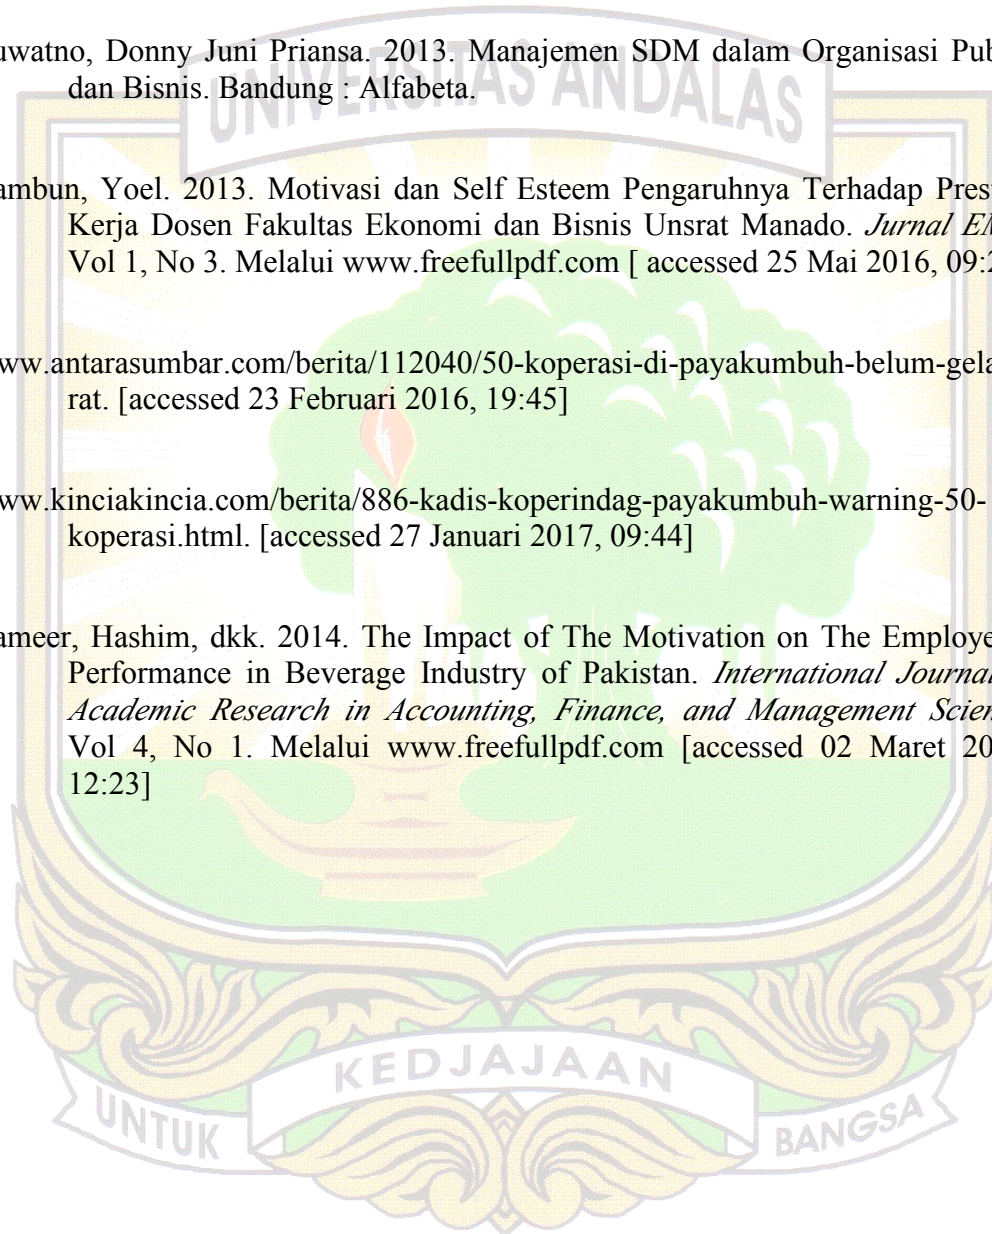 uwatno, Donny Juni Priansa. 2013. Manajemen SDM dalam Organisasi Pub
UNIVERSITAS ANDALAS
dan Bisnis. Bandung : Alfabeta.
ambun, Yoel. 2013. Motivasi dan Self Esteem Pengaruhnya Terhadap Prest
Kerja Dosen Fakultas Ekonomi dan Bisnis Unsrat Manado. Jurnal EM
Vol 1, No 3. Melalui www.freefullpdf.com [ accessed 25 Mai 2016, 09:2
ww.antarasumbar.com/berita/112040/50-koperasi-di-payakumbuh-belum-gela
rat. [accessed 23 Februari 2016, 19:45]
ww.kinciakincia.com/berita/886-kadis-koperindag-payakumbuh-warning-50-
koperasi.html. [accessed 27 Januari 2017, 09:44]
ameer, Hashim, dkk. 2014. The Impact of The Motivation on The Employe
Performance in Beverage Industry of Pakistan. International Journal
Academic Research in Accounting, Finance, and Management Scien
Vol 4, No 1. Melalui www.freefullpdf.com [accessed 02 Maret 20
12:23]
KEDJAJAAN
UNTUK BANGSA